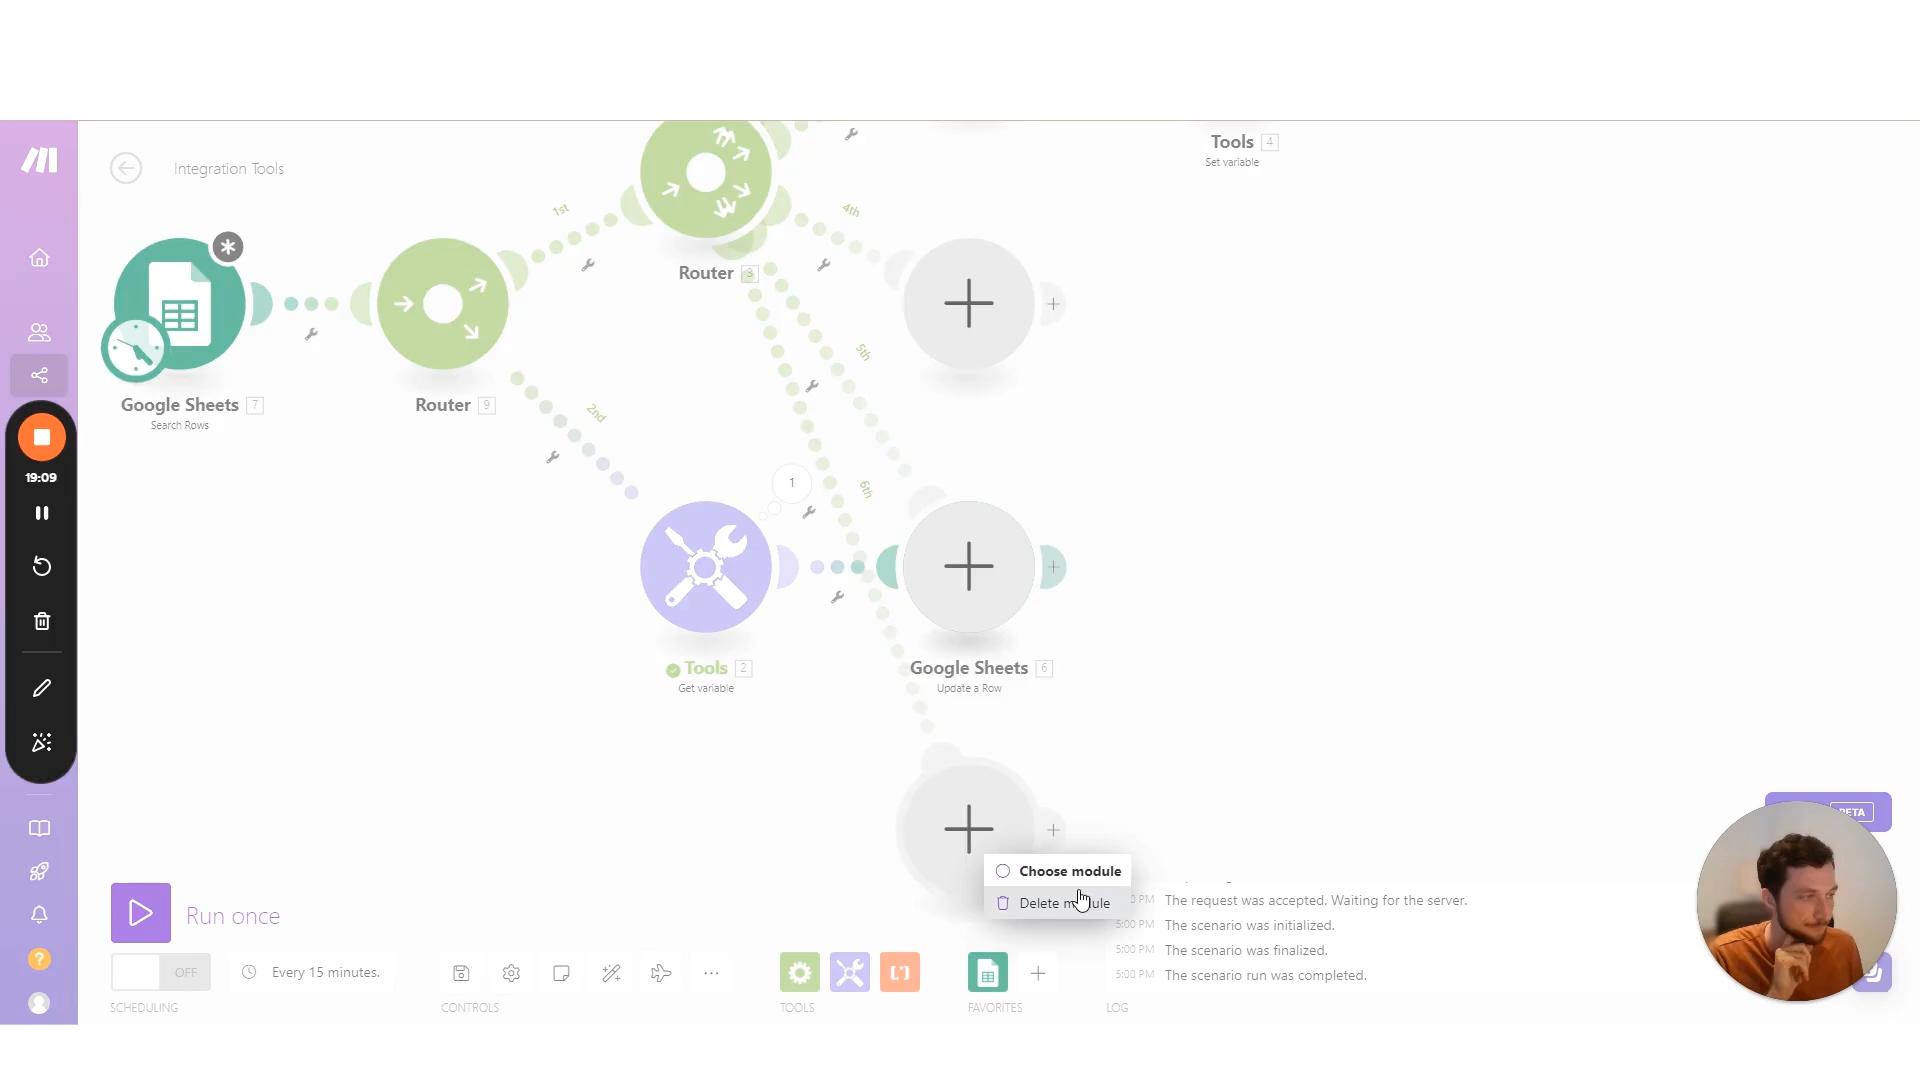 Tools 4
Set variable
Integration Tools
1st
4th
Router 3
Google Sheets 7
Search Rows
Router 9
2nd
5th
19:09
1
6th
Tools 2
Get variable
Google Sheets 6
Update a Row
BETA
Choose module
Delete module
PM The request was accepted. Waiting for the server.
5:00 PM The scenario was initialized.
5:00 PM The scenario was finalized.
5:00 PM The scenario run was completed.
Run once
OFF
Every 15 minutes.
SCHEDULING
CONTROLS
TOOLS
FAVORITES
LOG